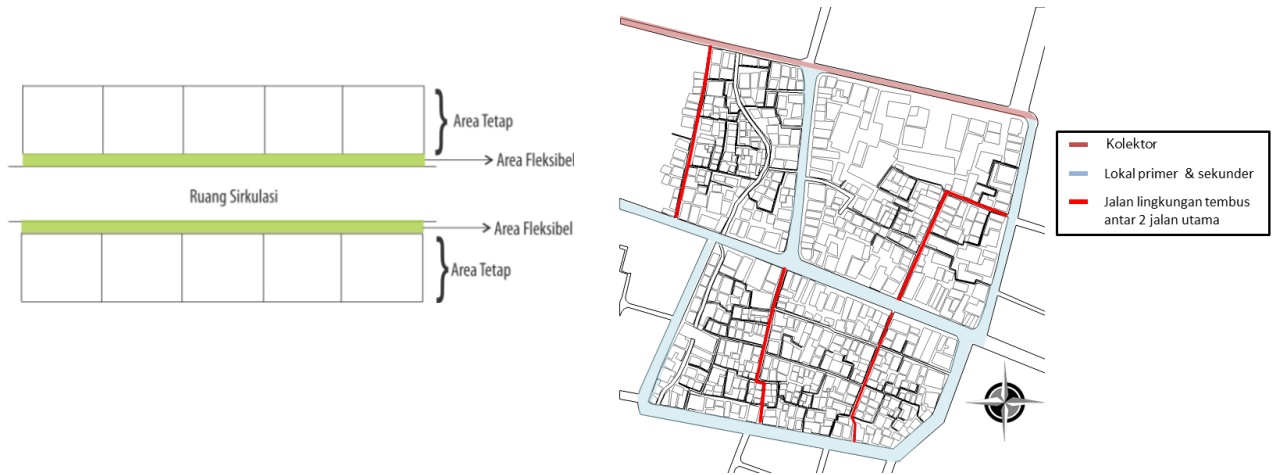 Area Tetap
Area Fleksibel
Ruang Sirkulasi
Area Fleksibel
Area Tetap
Kolektor
Lokal primer & sekunder
Jalan lingkungan tembus
antar 2 jalan utama